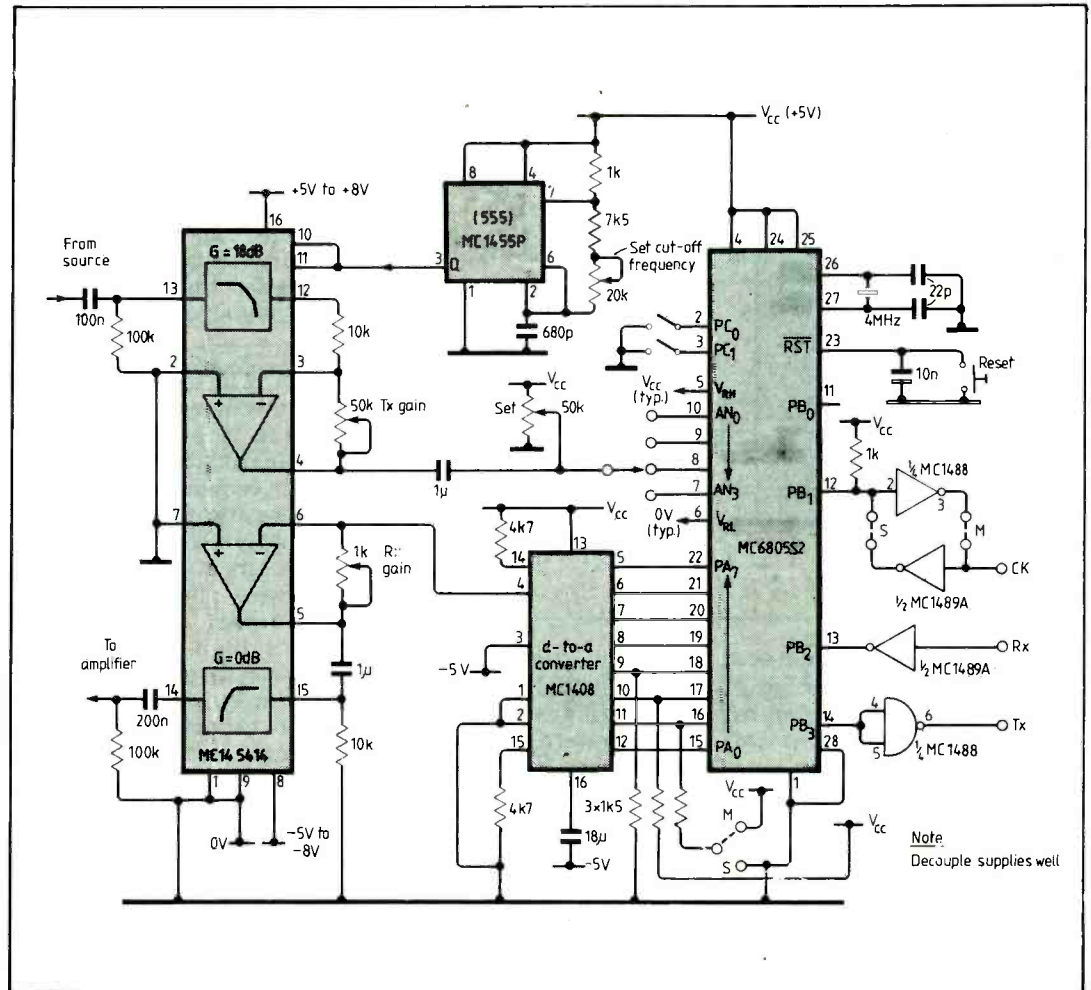 Vcc (+5V)
+5V to +8V
16
10
11
From
source
100n
13
G = 18dB
12
100k
10k
2
3
50k Tx gain
4
1µ
7
6
1k
Rx gain
5
1µ
To
amplifier
200n
14
G=0dB
15
100k
10k
MC145414
1
9
8
0V
-5V to
-8V
8
4
1k
7
(555)
MC1455P
7k5
3
Q
6
Set cut-off
frequency
20k
1
2
680p
Vcc
Set
50k
4k7
Vcc
13
14
4
3
-5V
1
2
15
d-to-a
converter
MC1408
5
6
7
8
9
10
11
12
16
4k7
18µ
-5V
3x1k5
22
21
20
19
18
17
16
15
4
24
25
2
PC0
3
PC1
5
VRH
Vcc
(typ.)
10
AN0
9
8
7
AN3
6
VRL
0V
(typ.)
MC6805S2
PA7
PA0
26
27
22p
4MHz
RST
23
Reset
10n
11
PB0
Vcc
1k
12
PB1
2
3
¼ MC1488
S
M
CK
½ MC1489A
PB2
13
Rx
½ MC1489A
PB3
14
4
5
6
Tx
¼ MC1488
28
1
Vcc
M
S
Vcc
Note
Decouple supplies well